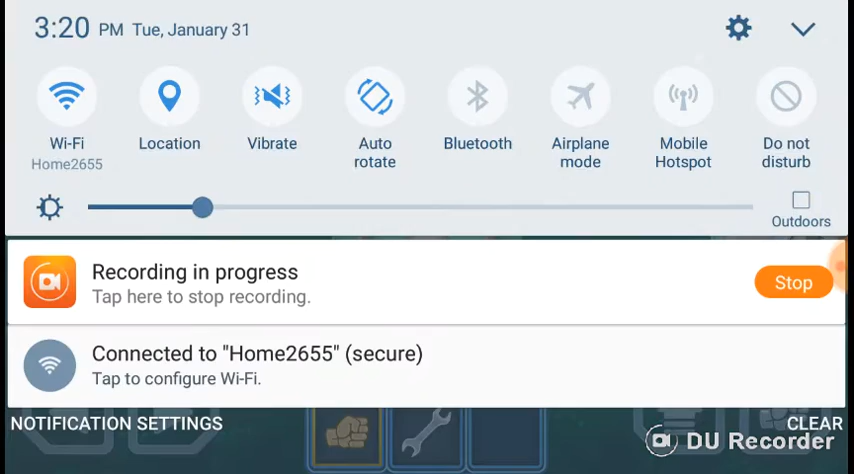 3:20 PM Tue, January 31
Wi-Fi
Home2655
Location
Vibrate
Auto
rotate
Bluetooth
Airplane
mode
Mobile
Hotspot
Do not
disturb
Outdoors
Recording in progress
Tap here to stop recording.
Stop
Connected to "Home2655" (secure)
Tap to configure Wi-Fi.
NOTIFICATION SETTINGS
CLEAR
DU Recorder